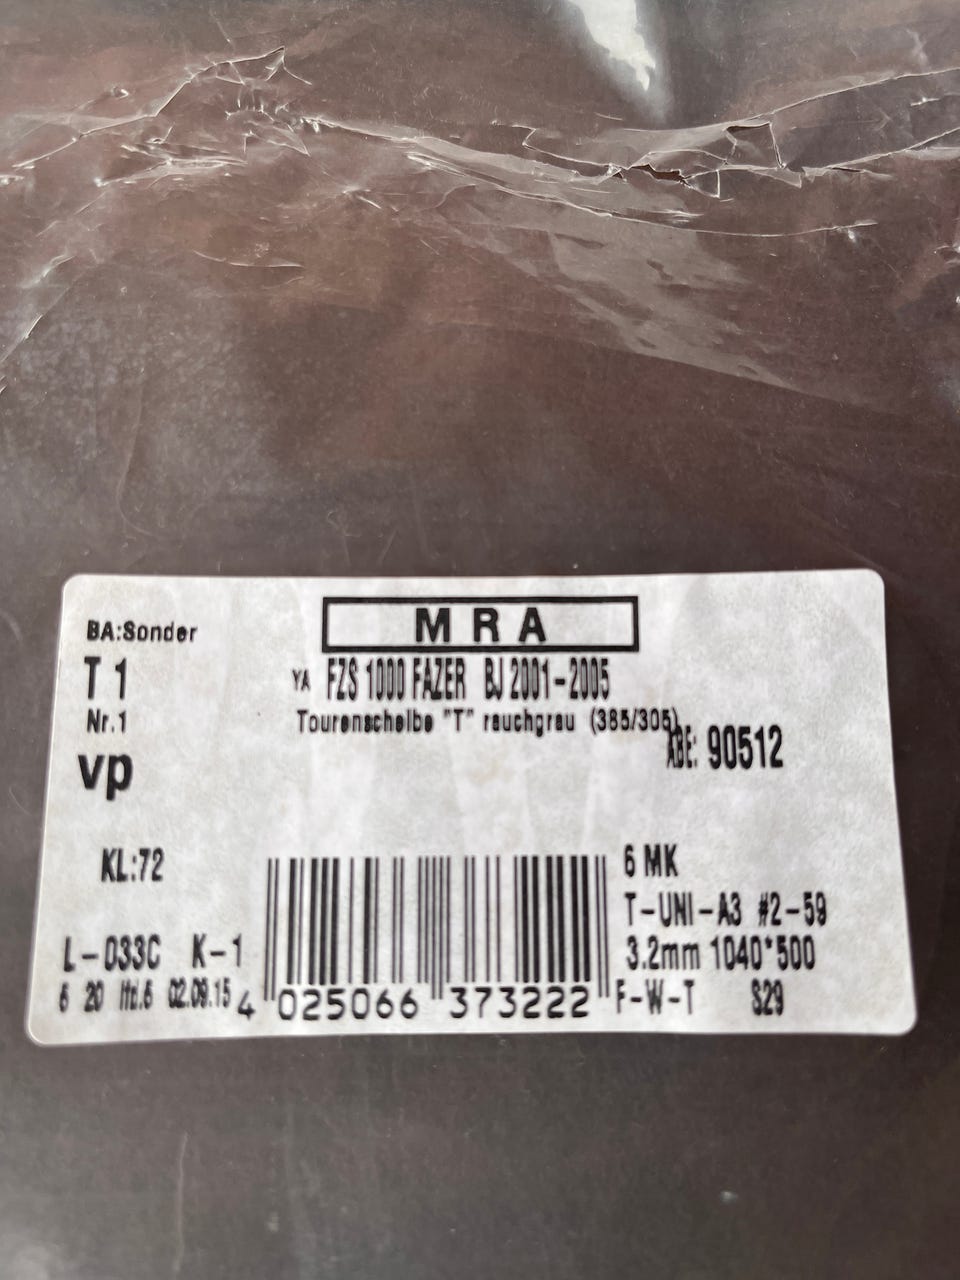 BA:Sonder
MRA
T 1
YA FZS 1000 FAZER BJ 2001-2005
Nr.1
Tourenscheibe "T" rauchgrau (385/305)
ABE: 90512
vp
KL:72
6 MK
T-UNI-A3 #2-59
L-033C K-1
3.2mm 1040*500
6 20 lfd.6 02.09.15
4 025066 373222
F-W-T S29